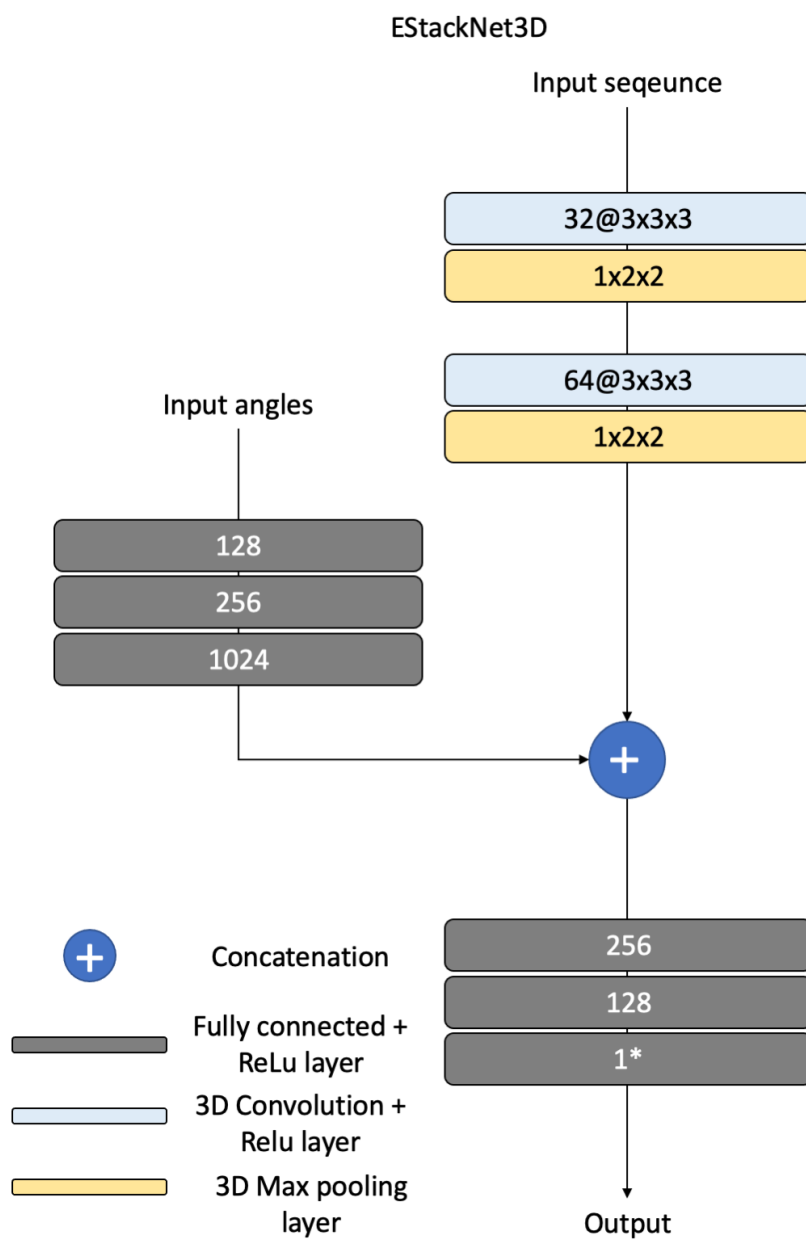 EStackNet3D
Input seqeunce
32@3x3x3
1x2x2
64@3x3x3
1x2x2
Input angles
128
256
1024
+
256
128
1*
Output
+
Concatenation
Fully connected +
ReLu layer
3D Convolution +
Relu layer
3D Max pooling
layer